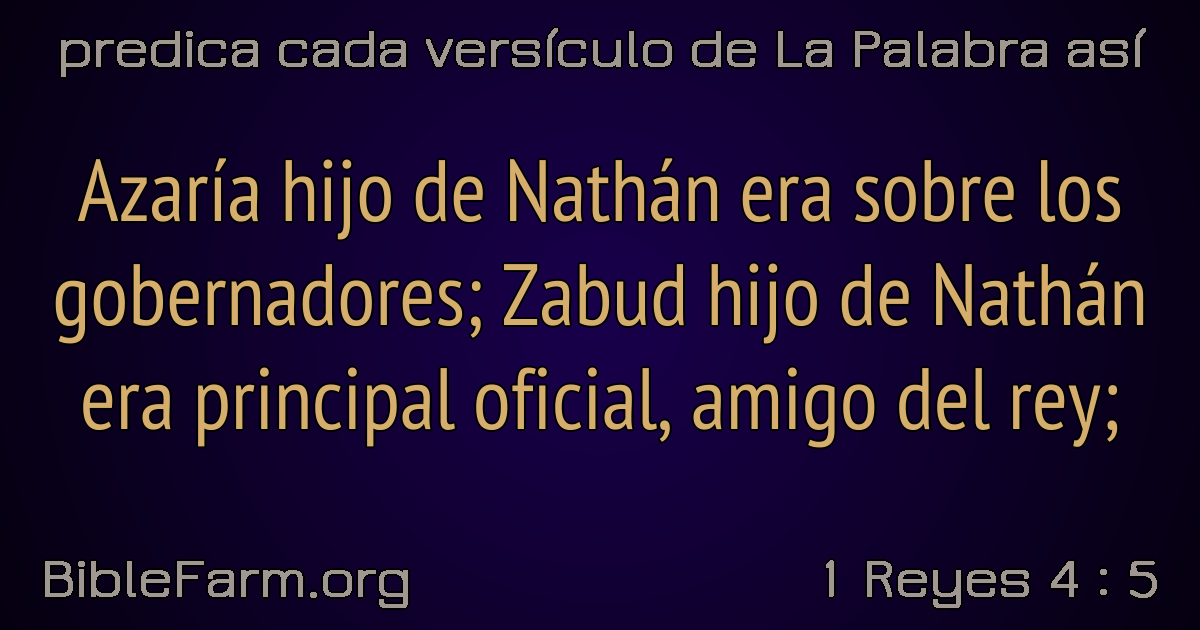 predica cada versículo de La Palabra así
Azaría hijo de Nathán era sobre los
gobernadores; Zabud hijo de Nathán
era principal oficial, amigo del rey;
BibleFarm.org
1 Reyes 4 : 5